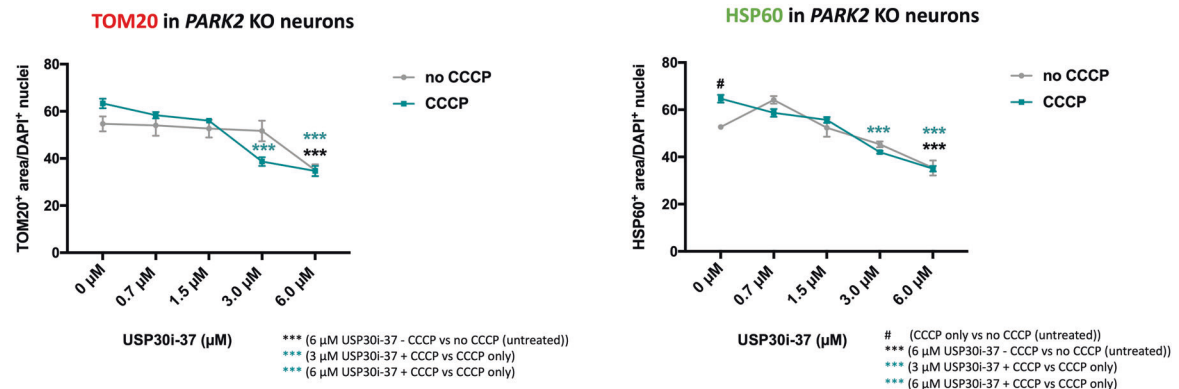 TOM20 in PARK2 KO neurons
80
60
40
20
0
TOM20⁺ area/DAPI⁺ nuclei
no CCCP
CCCP
***
***
***
0 µM
0.7 µM
1.5 µM
3.0 µM
6.0 µM
USP30i-37 (µM)
*** (6 µM USP30i-37 - CCCP vs no CCCP (untreated))
*** (3 µM USP30i-37 + CCCP vs CCCP only)
*** (6 µM USP30i-37 + CCCP vs CCCP only)
HSP60 in PARK2 KO neurons
80
60
40
20
0
HSP60⁺ area/DAPI⁺ nuclei
no CCCP
CCCP
#
***
***
***
0 µM
0.7 µM
1.5 µM
3.0 µM
6.0 µM
USP30i-37 (µM)
# (CCCP only vs no CCCP (untreated))
*** (6 µM USP30i-37 - CCCP vs no CCCP (untreated))
*** (3 µM USP30i-37 + CCCP vs CCCP only)
*** (6 µM USP30i-37 + CCCP vs CCCP only)